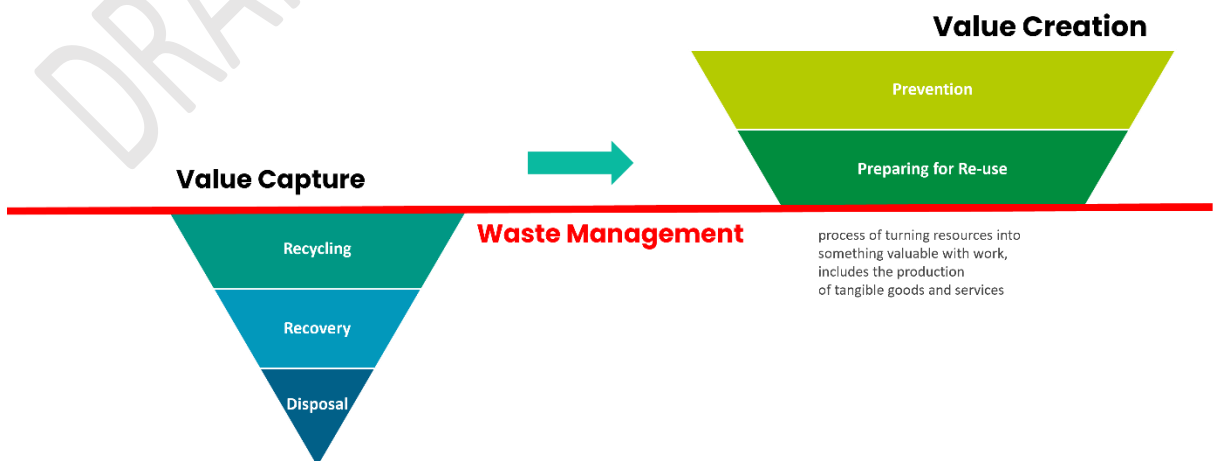 Value Creation
Prevention
Preparing for Re-use
Value Capture
Waste Management
Recycling
Recovery
Disposal
process of turning resources into
something valuable with work,
includes the production
of tangible goods and services